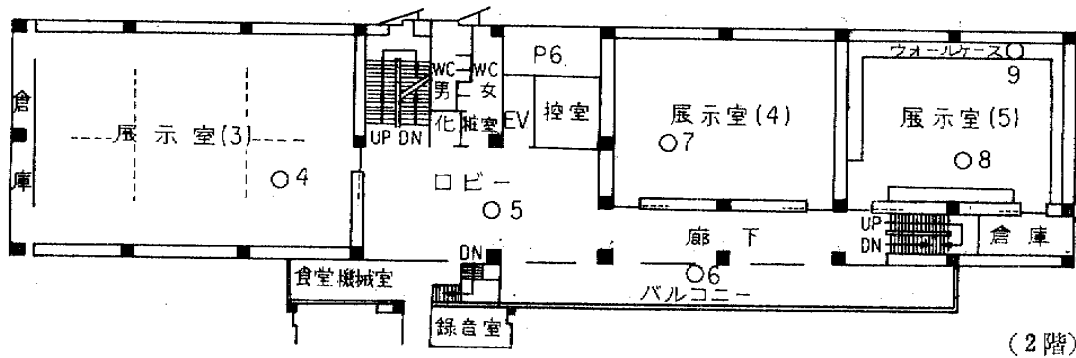 ウォールケース
9
P6
WC
男
WC
女
倉庫
展示室(3)
控室
展示室(4)
展示室(5)
化粧室
EV
UP DN
7
8
4
ロビー
5
廊下
UP
DN
倉庫
DN
6
食堂機械室
バルコニー
録音室
(2階)